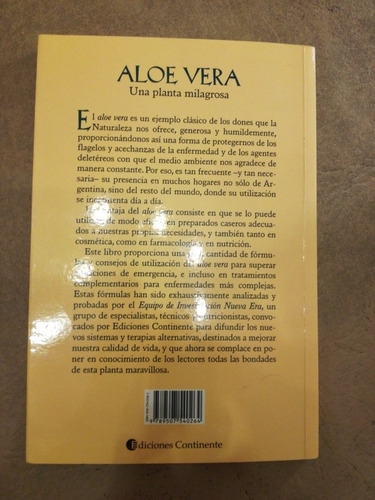 ALOE VERA
Una planta milagrosa
El aloe vera es un ejemplo clásico de los dones que la
Naturaleza nos ofrece, generosa y humildemente,
proporcionándonos así una forma de protegernos de los
flagelos y acechanzas de la enfermedad y de los agentes
deletéreos con que el medio ambiente nos agradece de
manera constante. Por eso, es tan frecuente –y tan nece-
saria– su presencia en muchos hogares no sólo de Ar-
gentina, sino del resto del mundo, donde su utilización
se día a día.
del aloe vera consiste en que se lo puede
de modo en preparados caseros adecua-
dos a nuestras propias necesidades, y también tanto en
cosmética, como en farmacología en nutrición.
Este libro proporciona una cantidad de fórmu-
consejos de utilización del aloe vera para superar
de emergencia, e incluso en tratamientos
complementarios para enfermedades más complejas.
Estas fórmulas han sido exhaustivamente analizadas y
probadas por el Equipo de Investigación Nueva Era, un
grupo de especialistas, técnicos nutricionistas, convo-
cados por Ediciones Continente para difundir los nue-
vos sistemas y terapias alternativas, destinados a mejorar
nuestra calidad de vida, y que ahora se complace en po-
ner en conocimiento de los lectores todas las bondades
de esta planta maravillosa.
9 789507 540264
Ediciones Continente